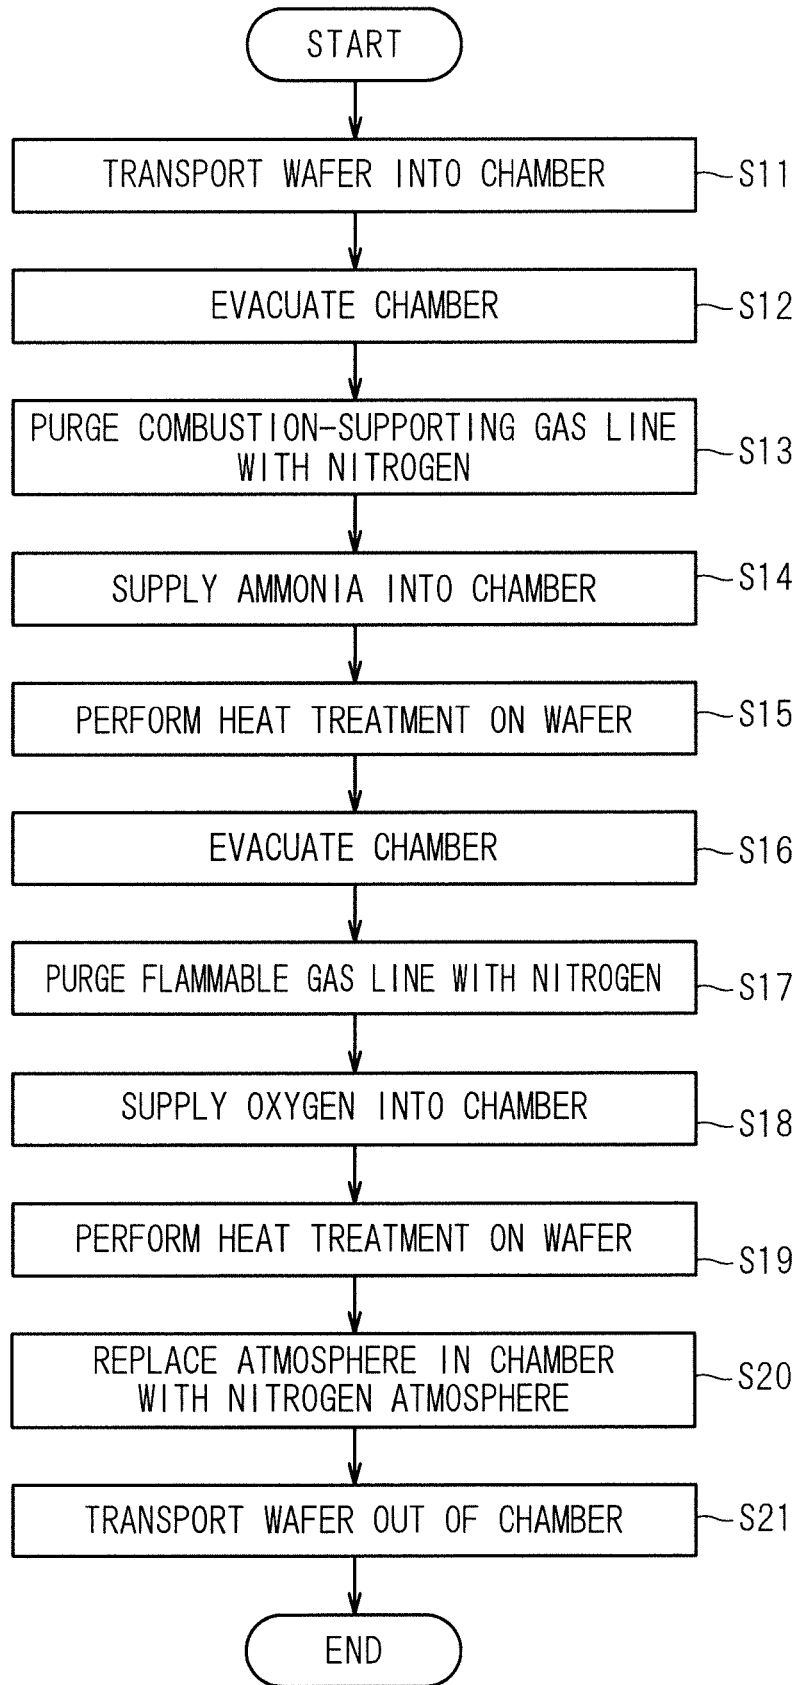 START
TRANSPORT WAFER INTO CHAMBER
S11
EVACUATE CHAMBER
S12
PURGE COMBUSTION-SUPPORTING GAS LINE
WITH NITROGEN
S13
SUPPLY AMMONIA INTO CHAMBER
S14
PERFORM HEAT TREATMENT ON WAFER
S15
EVACUATE CHAMBER
S16
PURGE FLAMMABLE GAS LINE WITH NITROGEN
S17
SUPPLY OXYGEN INTO CHAMBER
S18
PERFORM HEAT TREATMENT ON WAFER
S19
REPLACE ATMOSPHERE IN CHAMBER
WITH NITROGEN ATMOSPHERE
S20
TRANSPORT WAFER OUT OF CHAMBER
S21
END